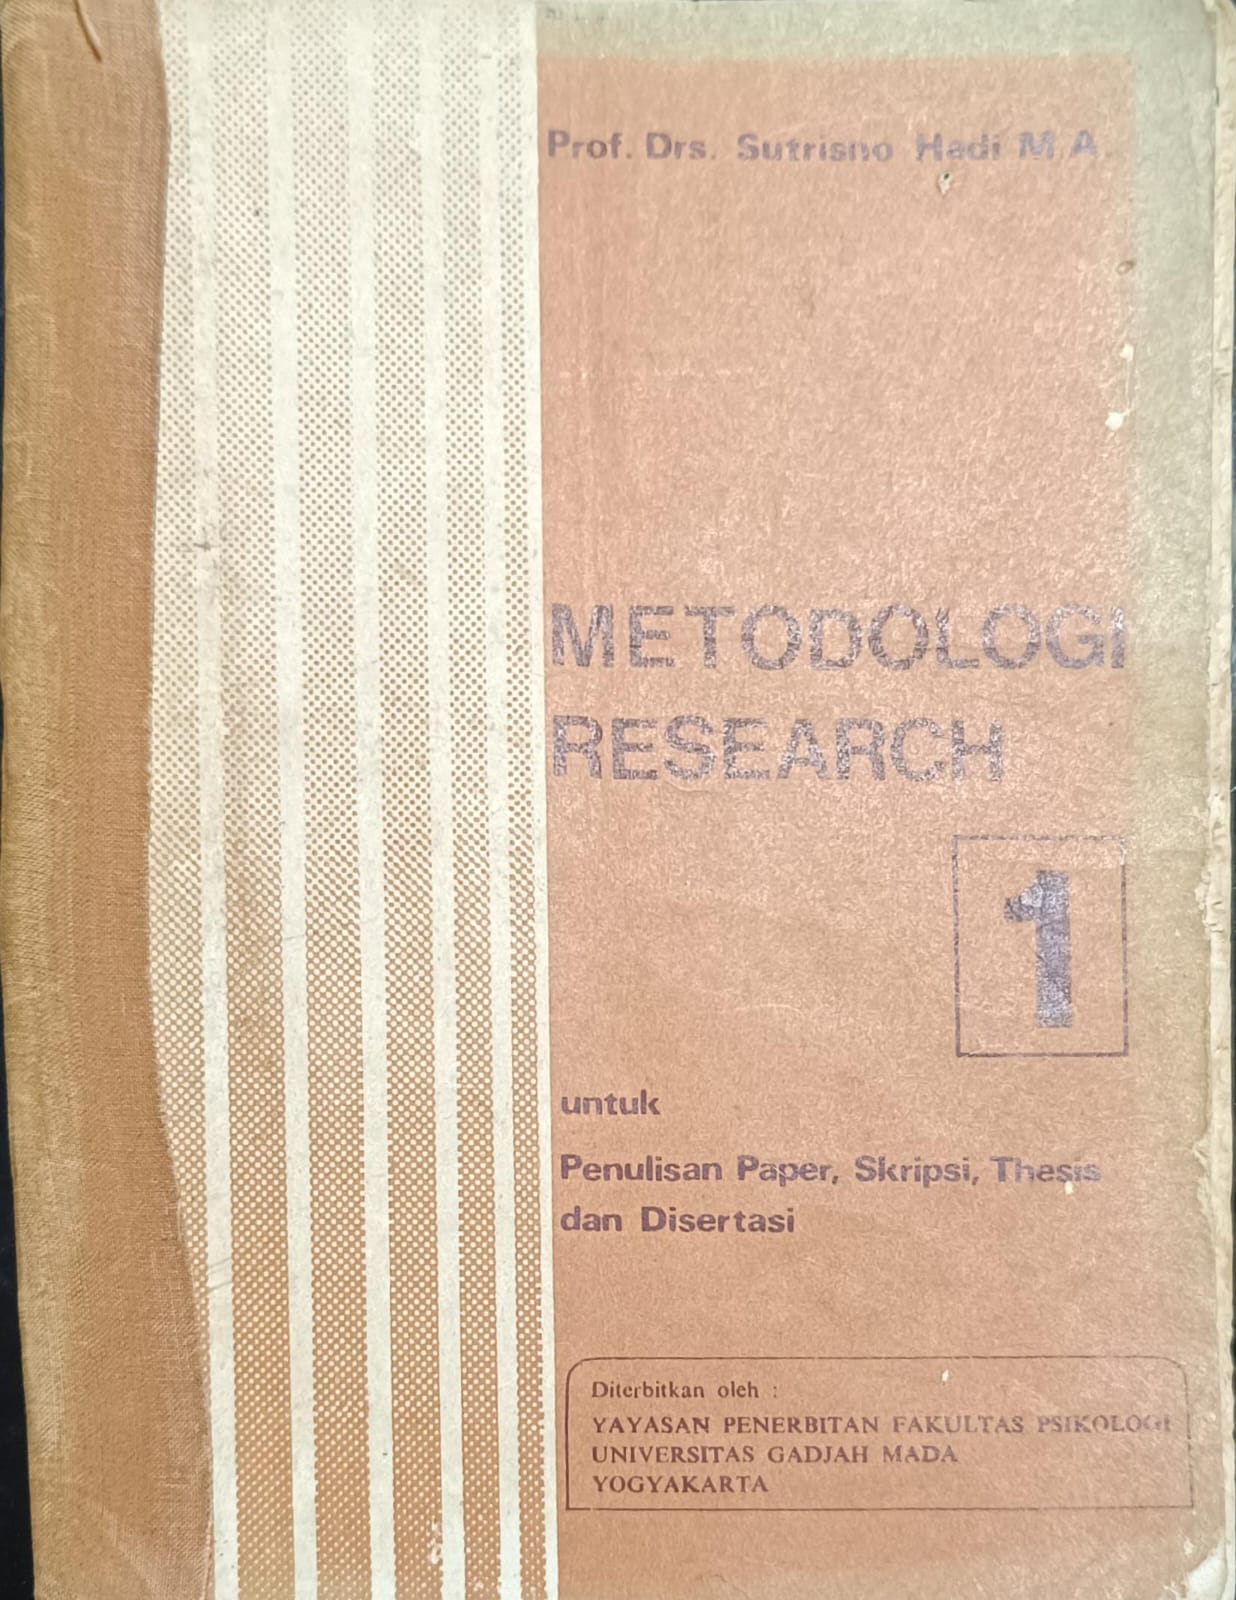 Prof. Drs. Sutrisno Hadi M.A.
METODOLOGI
RESEARCH
1
untuk
Penulisan Paper, Skripsi, Thesis
dan Disertasi
Diterbitkan oleh :
YAYASAN PENERBITAN FAKULTAS PSIKOLOGI
UNIVERSITAS GADJAH MADA
YOGYAKARTA